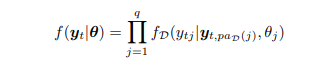 f(y_t|θ) = ∏_{j=1}^{q} f_𝒟(y_{tj}|y_{t,pa_𝒟(j)}, θ_j)